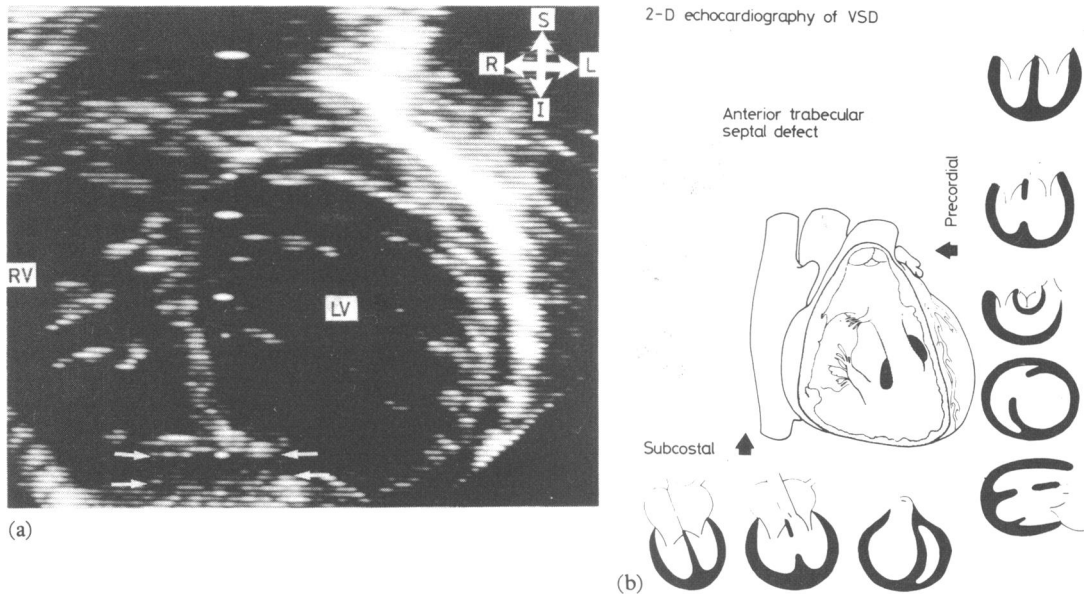 S
R L
I
RV
LV
(a)
2-D echocardiography of VSD
Anterior trabecular
septal defect
Precordial
Subcostal
(b)